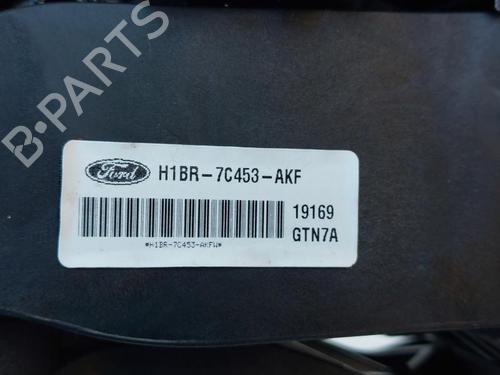 B-PARTS
Ford
H1BR-7C453-AKF
19169
GTN7A
*H1BR-7C453-AKFW*